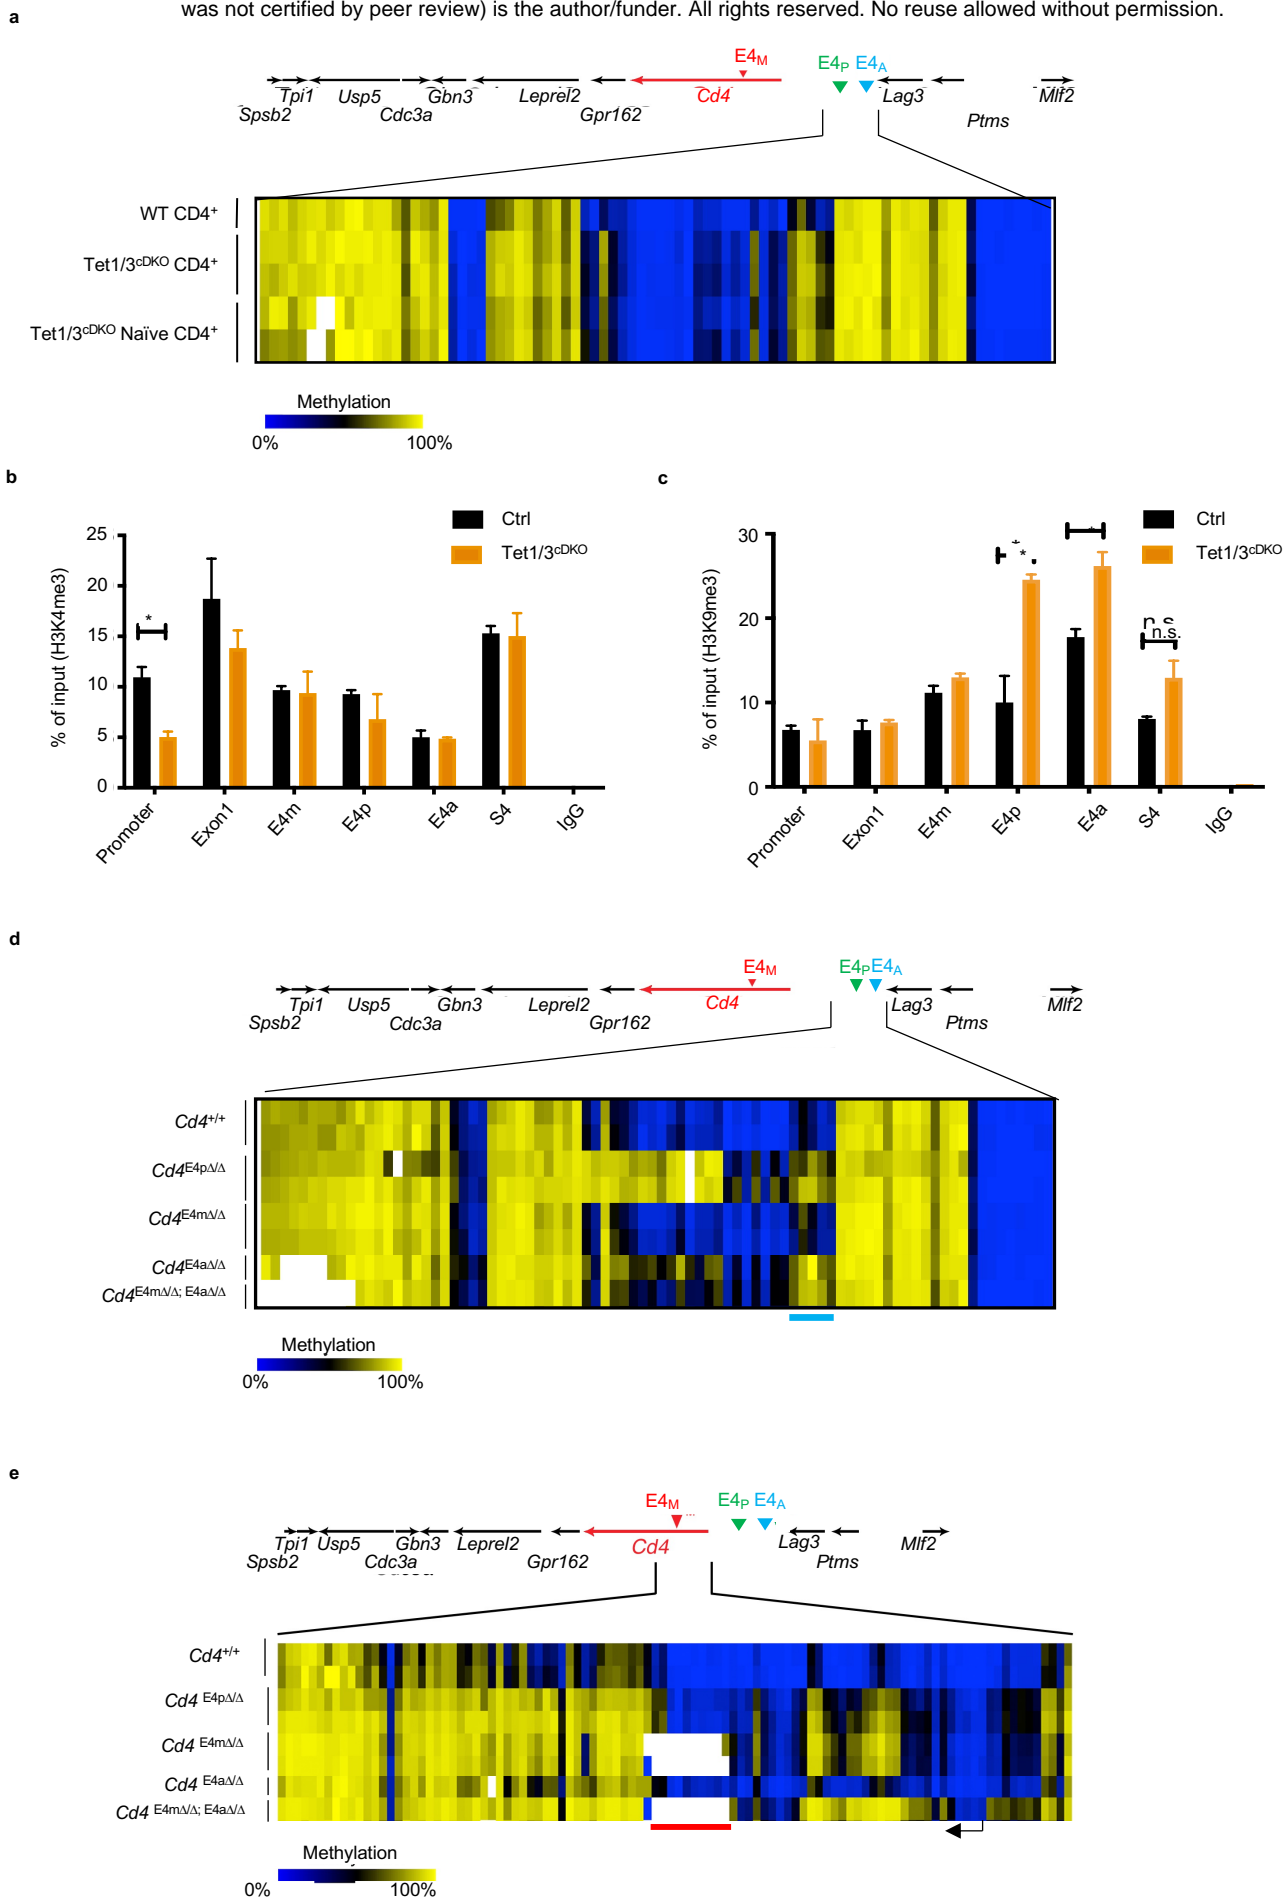 was not certified by peer review) is the author/funder. All rights reserved. No reuse allowed without permission.
a
E4M E4P E4A
Tpi1 Usp5 Gbn3 Leprel2 Cd4 Lag3 Mlf2
Spsb2 Cdc3a Gpr162 Ptms
WT CD4+
Tet1/3cDKO CD4+
Tet1/3cDKO Naïve CD4+
Methylation
0% 100%
b
% of input (H3K4me3)
25
20
15
10
5
0
*
Ctrl
Tet1/3cDKO
Promoter Exon1 E4m E4p E4a S4 IgG
c
% of input (H3K9me3)
30
20
10
0
*
*
n.s.
Ctrl
Tet1/3cDKO
Promoter Exon1 E4m E4p E4a S4 IgG
d
E4M E4P E4A
Tpi1 Usp5 Gbn3 Leprel2 Cd4 Lag3 Mlf2
Spsb2 Cdc3a Gpr162 Ptms
Cd4+/+
Cd4E4pΔ/Δ
Cd4E4mΔ/Δ
Cd4E4aΔ/Δ
Cd4E4mΔ/Δ; E4aΔ/Δ
Methylation
0% 100%
e
E4M E4P E4A
Tpi1 Usp5 Gbn3 Leprel2 Cd4 Lag3 Mlf2
Spsb2 Cdc3a Gpr162 Ptms
Cd4+/+
Cd4 E4pΔ/Δ
Cd4 E4mΔ/Δ
Cd4 E4aΔ/Δ
Cd4 E4mΔ/Δ; E4aΔ/Δ
Methylation
0% 100%